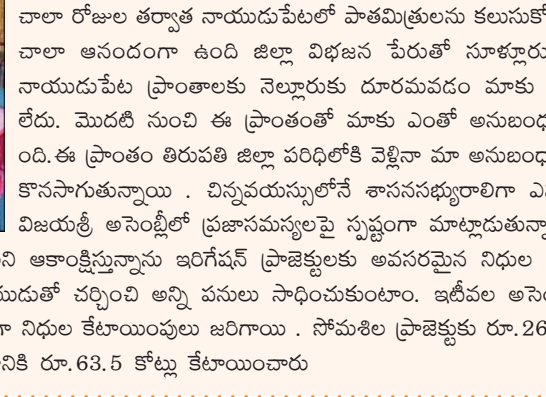 చాలా రోజుల తర్వాత నాయుడుపేటలో పాతమిత్రులను కలుసుకో
చాలా ఆనందంగా ఉంది జిల్లా విభజన పేరుతో సూళ్లూరు
నాయుడుపేట ప్రాంతాలకు నెల్లూరుకు దూరమవడం మాకు
లేదు. మొదటి నుంచి ఈ ప్రాంతంతో మాకు ఎంతో అనుబంధ
ంది.ఈ ప్రాంతం తిరుపతి జిల్లా పరిధిలోకి వెళ్లినా మా అనుబంధ
కొనసాగుతున్నాయి . చిన్నవయస్సులోనే శాసనసభ్యురాలిగా ఎ
విజయశ్రీ అసెంబ్లీలో ప్రజాసమస్యలపై స్పష్టంగా మాట్లాడుతున్నా
ని ఆకాంక్షిస్తున్నాను ఇరిగేషన్ ప్రాజెక్టులకు అవసరమైన నిధుల
యుడుతో చర్చించి అన్ని పనులు సాధించుకుంటాం. ఇటీవల అసెం
గా నిధుల కేటాయింపులు జరిగాయి . సోమశిల ప్రాజెక్టుకు రూ.26
నికి రూ.63.5 కోట్లు కేటాయించారు